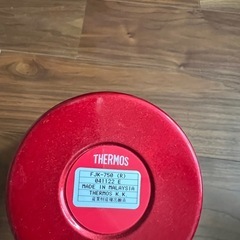 THERMOS
FJK-750 (R)
041122 E
MADE IN MALAYSIA
THERMOS K.K